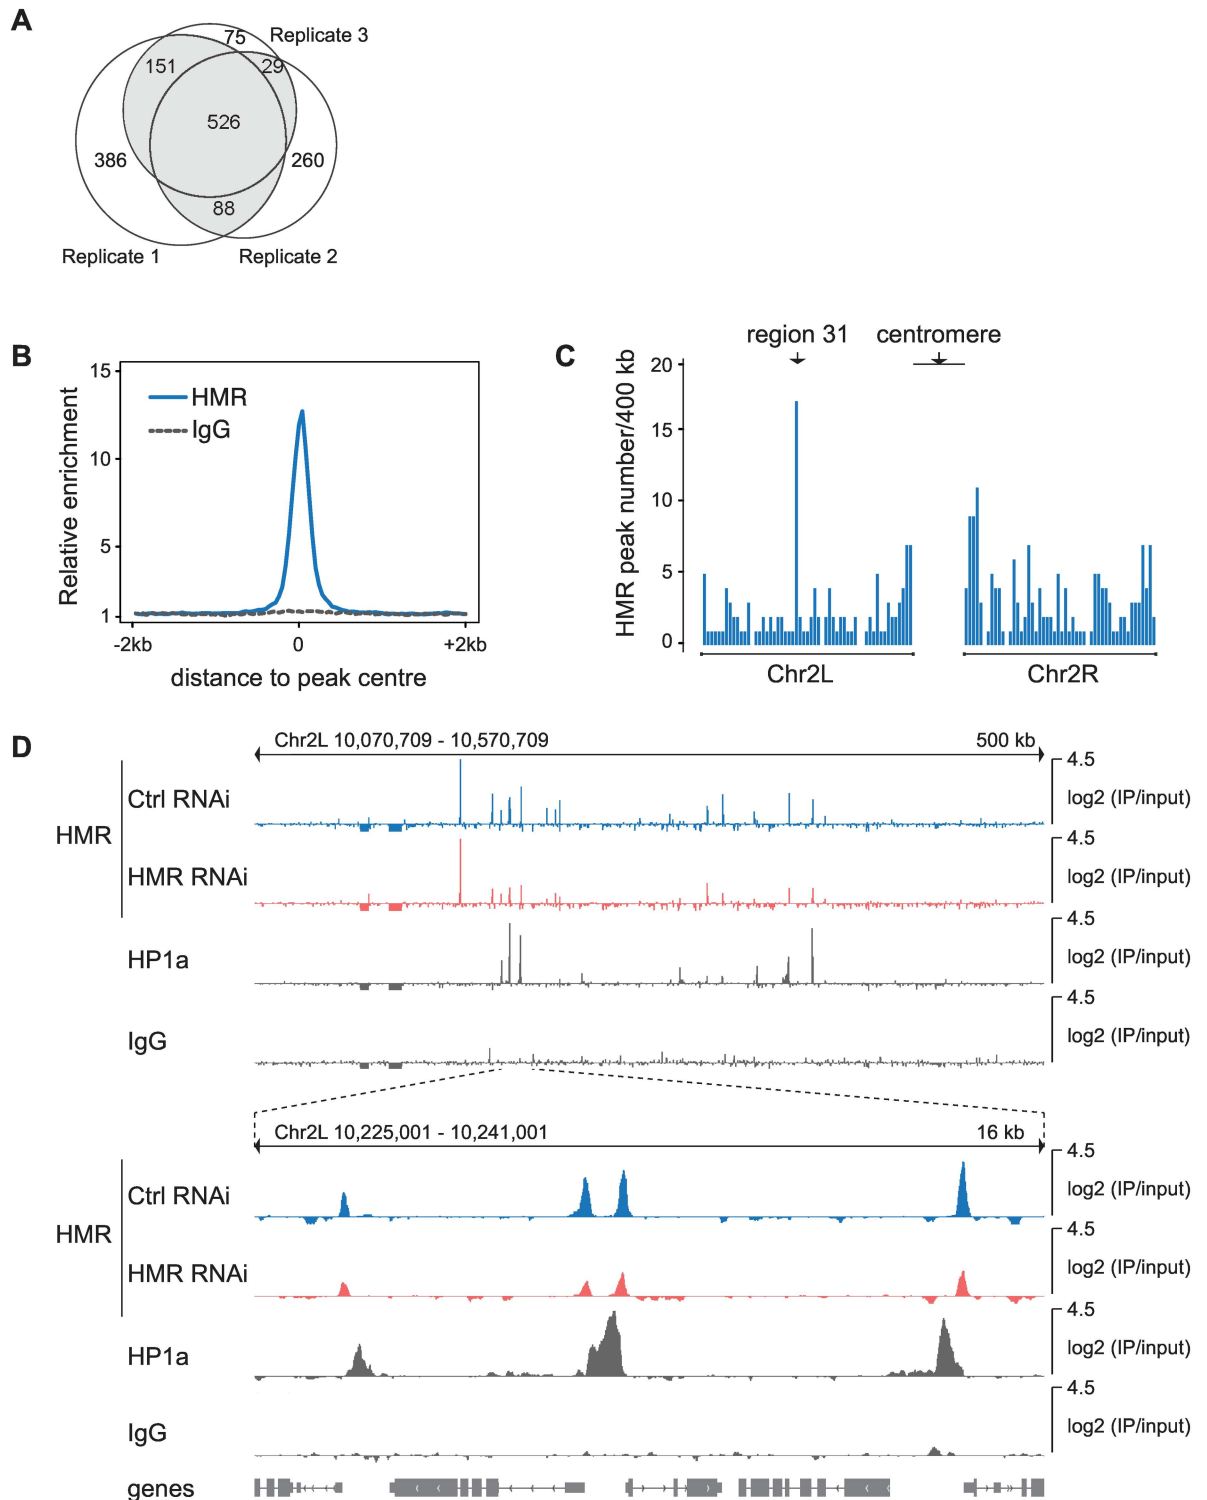 A
75 Replicate 3
151 29
526
386 260
88
Replicate 1 Replicate 2
B
15
10
5
1
Relative enrichment
HMR
IgG
-2kb 0 +2kb
distance to peak centre
C
region 31 centromere
20
15
10
5
0
HMR peak number/400 kb
Chr2L Chr2R
D
Chr2L 10,070,709 - 10,570,709 500 kb
HMR
Ctrl RNAi 4.5 log2 (IP/input)
HMR RNAi 4.5 log2 (IP/input)
HP1a 4.5 log2 (IP/input)
IgG 4.5 log2 (IP/input)
Chr2L 10,225,001 - 10,241,001 16 kb
HMR
Ctrl RNAi 4.5 log2 (IP/input)
HMR RNAi 4.5 log2 (IP/input)
HP1a 4.5 log2 (IP/input)
IgG 4.5 log2 (IP/input)
genes